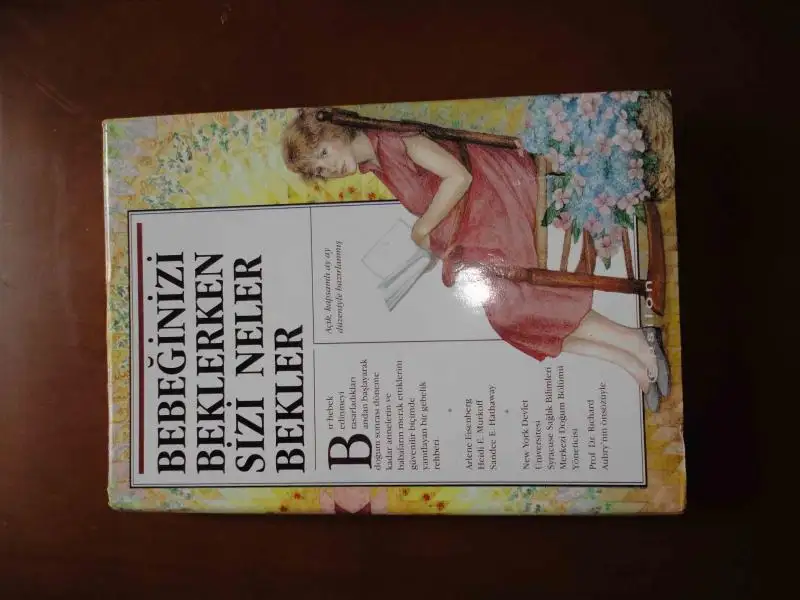 BEBEĞİNİZİ
BEKLERKEN
SİZİ NELER
BEKLER
Bir bebek
edinmeyi
tasarladıkları
andan başlayarak
doğum sonrası döneme
kadar annelerin ve
babaların merak ettiklerini
güvenilir biçimde
yanıtlayan bir gebelik
rehberi
Arlene Eisenberg
Heidi E. Murkoff
Sandee E. Hathaway
New York Devlet
Üniversitesi
Syracuse Sağlık Bilimleri
Merkezi Doğum Bölümü
Yöneticisi
Prof. Dr. Richard
Aubry'nin önsözüyle
Açık, kapsamlı ay ay
düzeniyle hazırlanmış